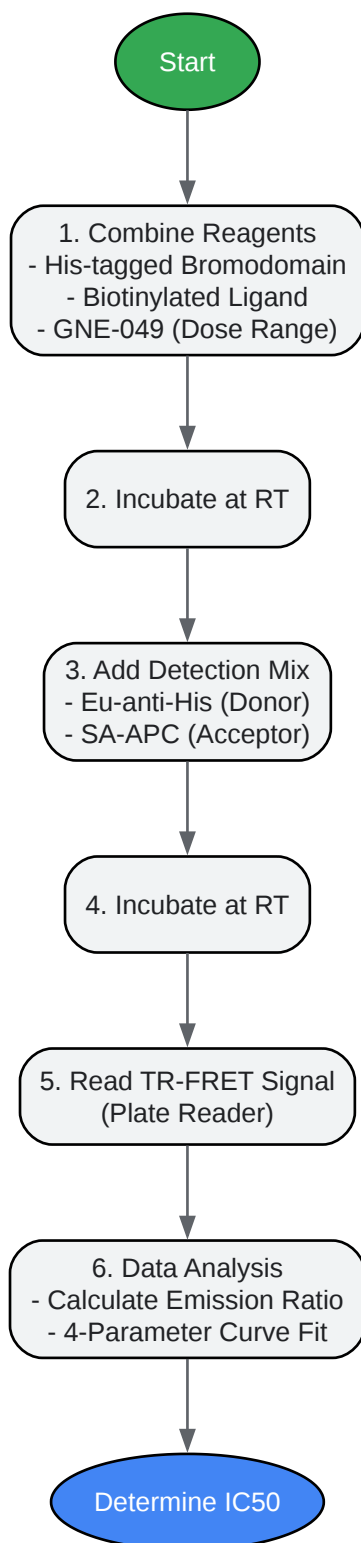 Start
1. Combine Reagents
- His-tagged Bromodomain
- Biotinylated Ligand
- GNE-049 (Dose Range)
2. Incubate at RT
3. Add Detection Mix
- Eu-anti-His (Donor)
- SA-APC (Acceptor)
4. Incubate at RT
5. Read TR-FRET Signal
(Plate Reader)
6. Data Analysis
- Calculate Emission Ratio
- 4-Parameter Curve Fit
Determine IC50